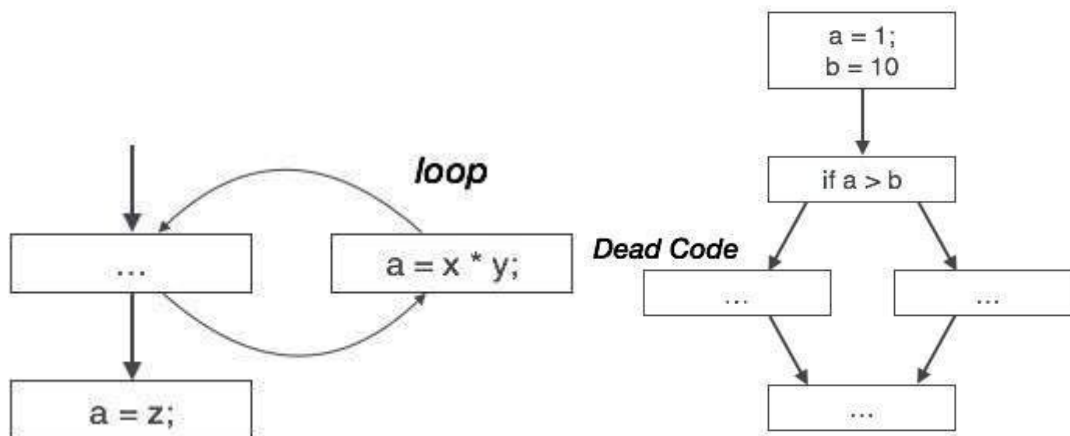 loop
...
a = x * y;
a = z;
a = 1;
b = 10
if a > b
Dead Code
...
...
...